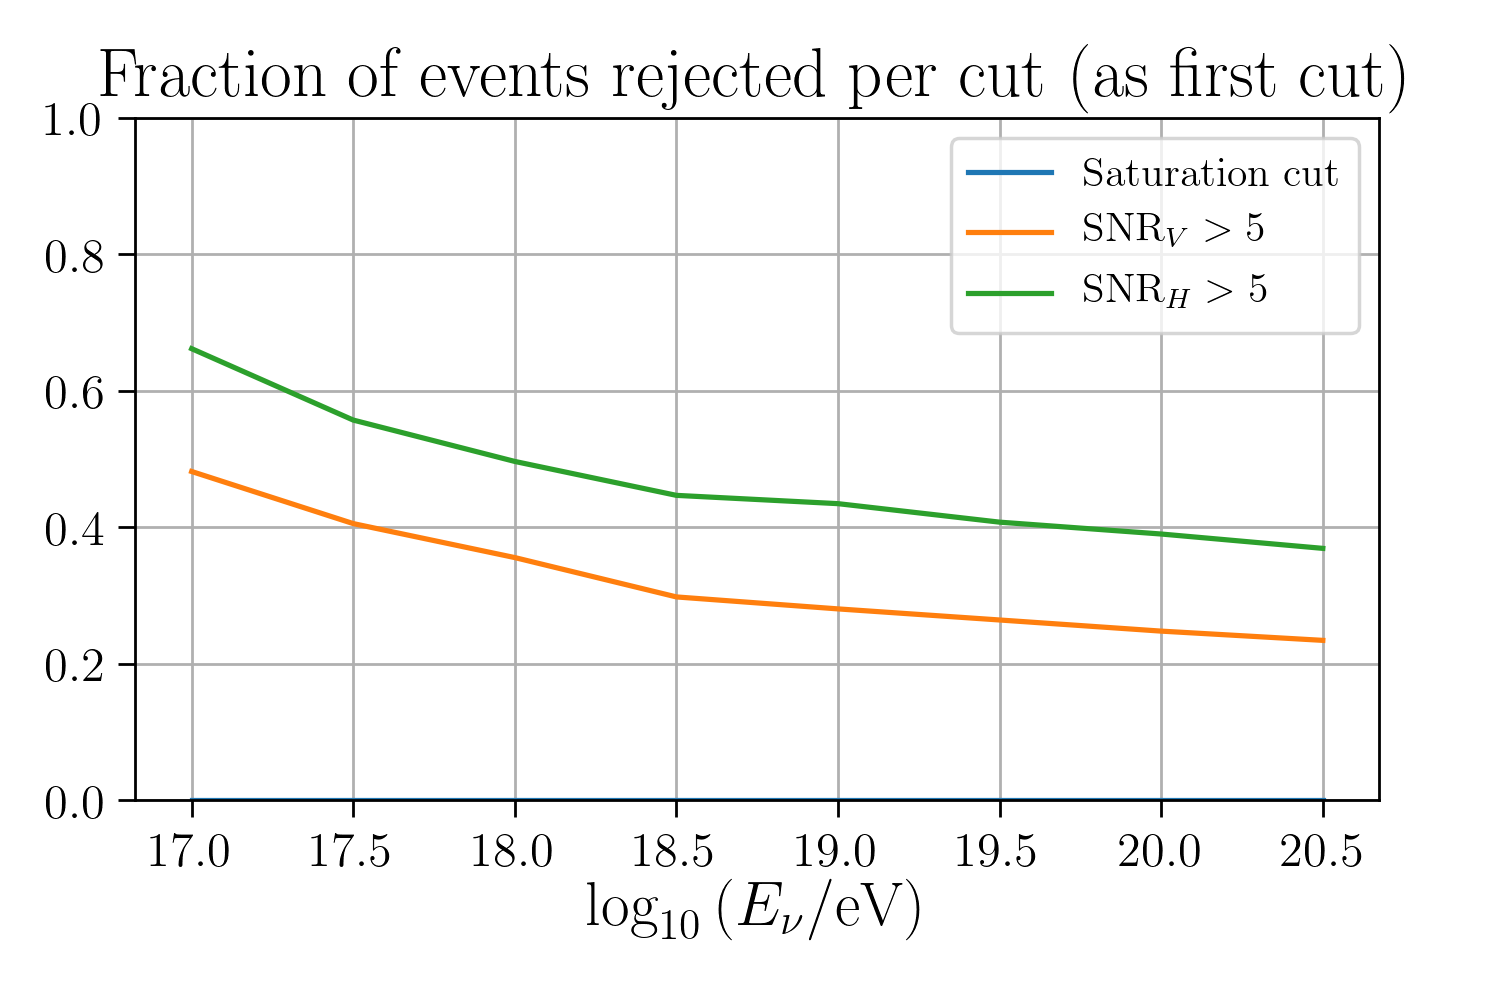 Fraction of events rejected per cut (as first cut)
1.0
0.8
0.6
0.4
0.2
0.0
Saturation cut
SNR_V > 5
SNR_H > 5
17.0 17.5 18.0 18.5 19.0 19.5 20.0 20.5
log₁₀ (E_ν/eV)